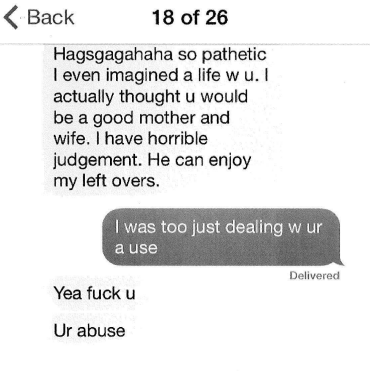 Back
18 of 26
Hagsgagahaha so pathetic
I even imagined a life w u. I
actually thought u would
be a good mother and
wife. I have horrible
judgement. He can enjoy
my left overs.
I was too just dealing w ur
a use
Delivered
Yea fuck u
Ur abuse